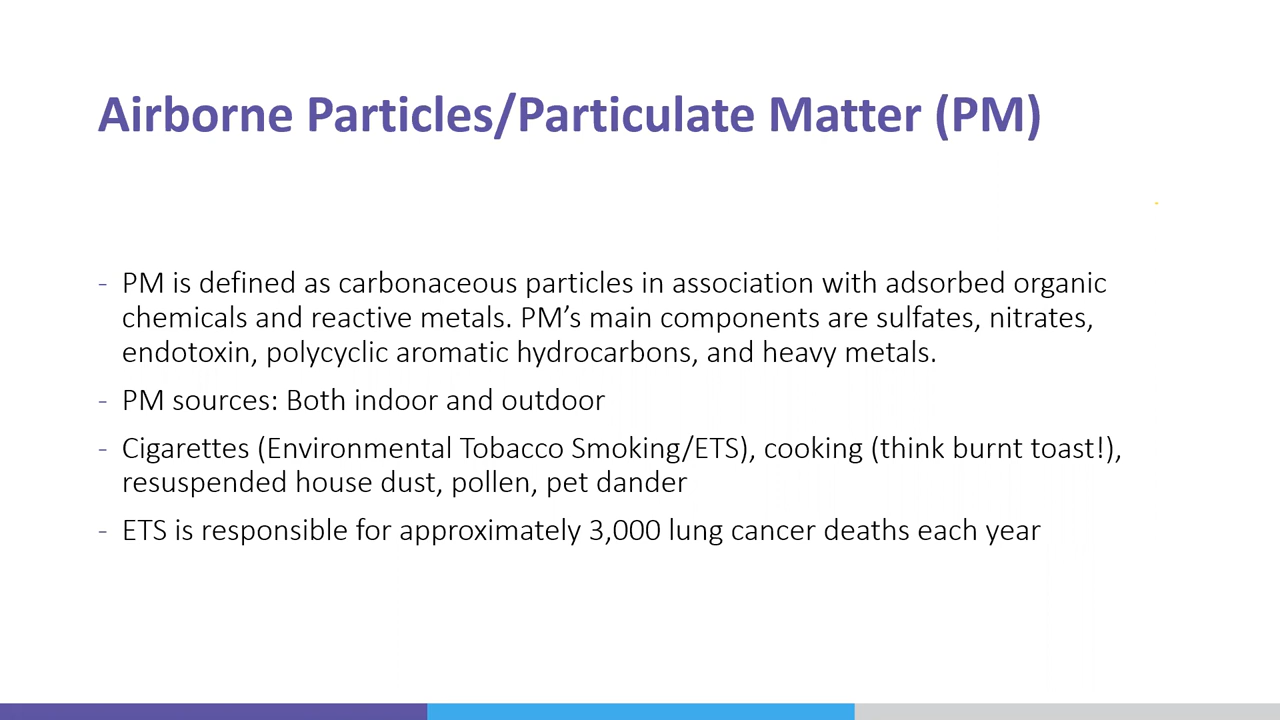 Airborne Particles/Particulate Matter (PM)
- PM is defined as carbonaceous particles in association with adsorbed organic
chemicals and reactive metals. PM’s main components are sulfates, nitrates,
endotoxin, polycyclic aromatic hydrocarbons, and heavy metals.
- PM sources: Both indoor and outdoor
- Cigarettes (Environmental Tobacco Smoking/ETS), cooking (think burnt toast!),
resuspended house dust, pollen, pet dander
- ETS is responsible for approximately 3,000 lung cancer deaths each year